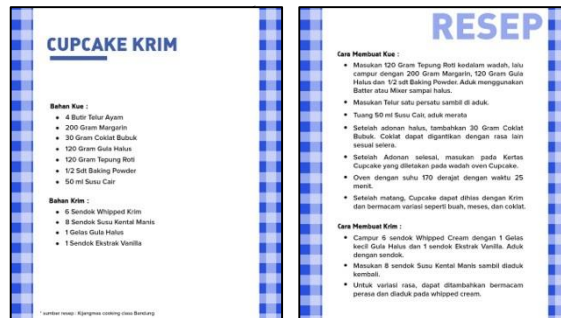 CUPCAKE KRIM
Bahan Kue :
4 Butir Telur Ayam
200 Gram Margarin
30 Gram Coklat Bubuk
120 Gram Gula Halus
120 Gram Tepung Roti
1/2 Sdt Baking Powder
50 ml Susu Cair
Bahan Krim :
6 Sendok Whipped Krim
8 Sendok Susu Kental Manis
1 Gelas Gula Halus
1 Sendok Ekstrak Vanilla
* sumber resep : Kijangmas cooking class Bandung
RESEP
Cara Membuat Kue :
Masukan 120 Gram Tepung Roti kedalam wadah, lalu
campur dengan 200 Gram Margarin, 120 Gram Gula
Halus dan 1/2 sdt Baking Powder. Aduk menggunakan
Batter atau Mixer sampai halus.
Masukan Telur satu persatu sambil di aduk.
Tuang 50 ml Susu Cair, aduk merata
Setelah adonan halus, tambahkan 30 Gram Coklat
Bubuk. Coklat dapat digantikan dengan rasa lain
sesuai selera.
Setelah Adonan selesai, masukan pada Kertas
Cupcake yang diletakan pada wadah oven Cupcake.
Oven dengan suhu 170 derajat dengan waktu 25
menit.
Setelah matang, Cupcake dapat dihias dengan Krim
dan bermacam variasi seperti buah, meses, dan coklat.
Cara Membuat Krim :
Campur 6 sendok Whipped Cream dengan 1 Gelas
kecil Gula Halus dan 1 sendok Ekstrak Vanilla. Aduk
dengan sendok.
Masukan 8 sendok Susu Kental Manis sambil diaduk
kembali.
Untuk variasi rasa, dapat ditambahkan bermacam
perasa dan diaduk pada whipped cream.